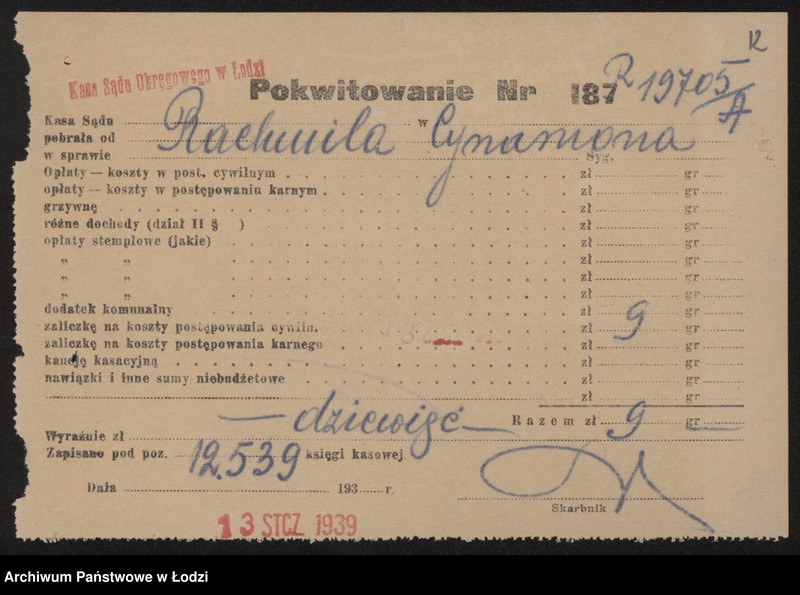 12
Kasa Sądu Okręgowego w Łodzi
Pokwitowanie Nr 187 R 19705/A
Kasa Sądu w
pobrała od Rachmila Cynamona
w sprawie Syg.
Opłaty — koszty w post. cywilnym zł gr
opłaty — koszty w postępowaniu karnym zł gr
grzywnę zł gr
różne dochody (dział II § ) zł gr
opłaty stemplowe (jakie) zł gr
„ „ zł gr
„ „ zł gr
„ „ zł gr
dodatek komunalny zł gr
zaliczkę na koszty postępowania cywiln. zł 9 gr
zaliczkę na koszty postępowania karnego zł gr
kaucję kasacyjną zł gr
nawiązki i inne sumy niebudżetowe zł gr
zł gr
Razem zł 9 gr —
Wyraźnie zł — dziewięć —
Zapisano pod poz. 12.539 księgi kasowej.
Dnia 193 r.
Skarbnik
13 STCZ 1939
Archiwum Państwowe w Łodzi